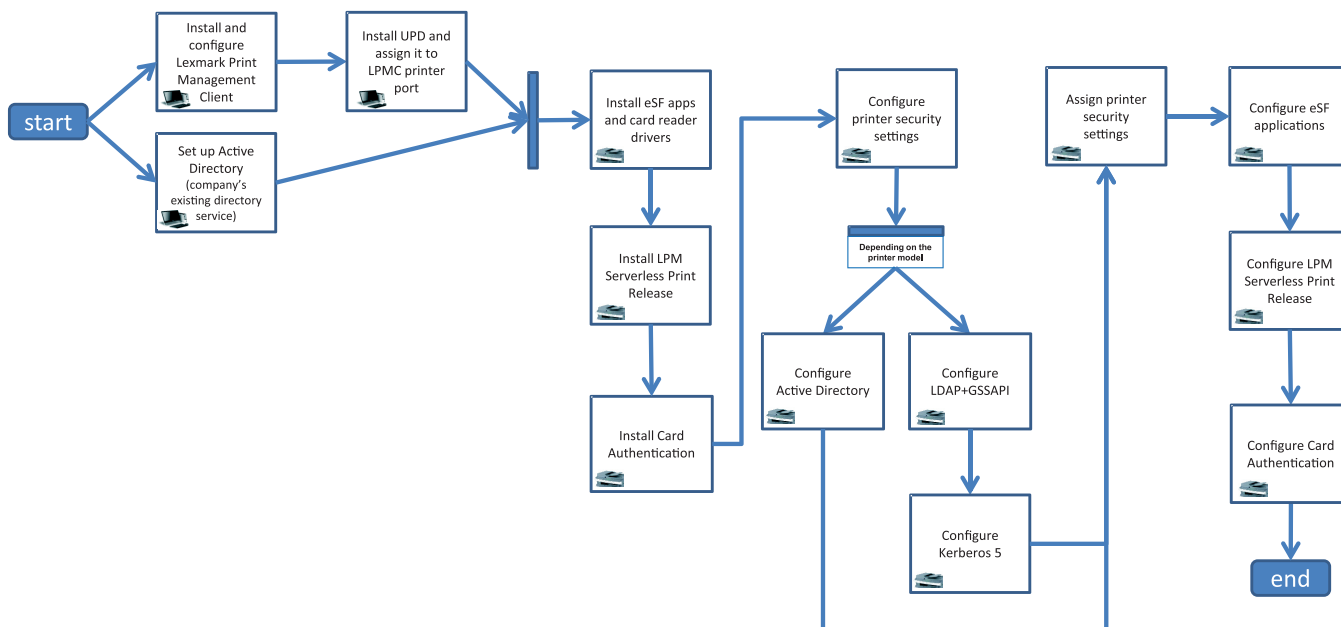 start
Install and
configure
Lexmark Print
Management
Client
Install UPD and
assign it to
LPMC printer
port
Set up Active
Directory
(company's
existing directory
service)
Install eSF apps
and card reader
drivers
Install LPM
Serverless Print
Release
Install Card
Authentication
Configure
printer security
settings
Depending on the
printer model
Configure
Active Directory
Configure
LDAP+GSSAPI
Configure
Kerberos 5
Assign printer
security
settings
Configure eSF
applications
Configure LPM
Serverless Print
Release
Configure Card
Authentication
end